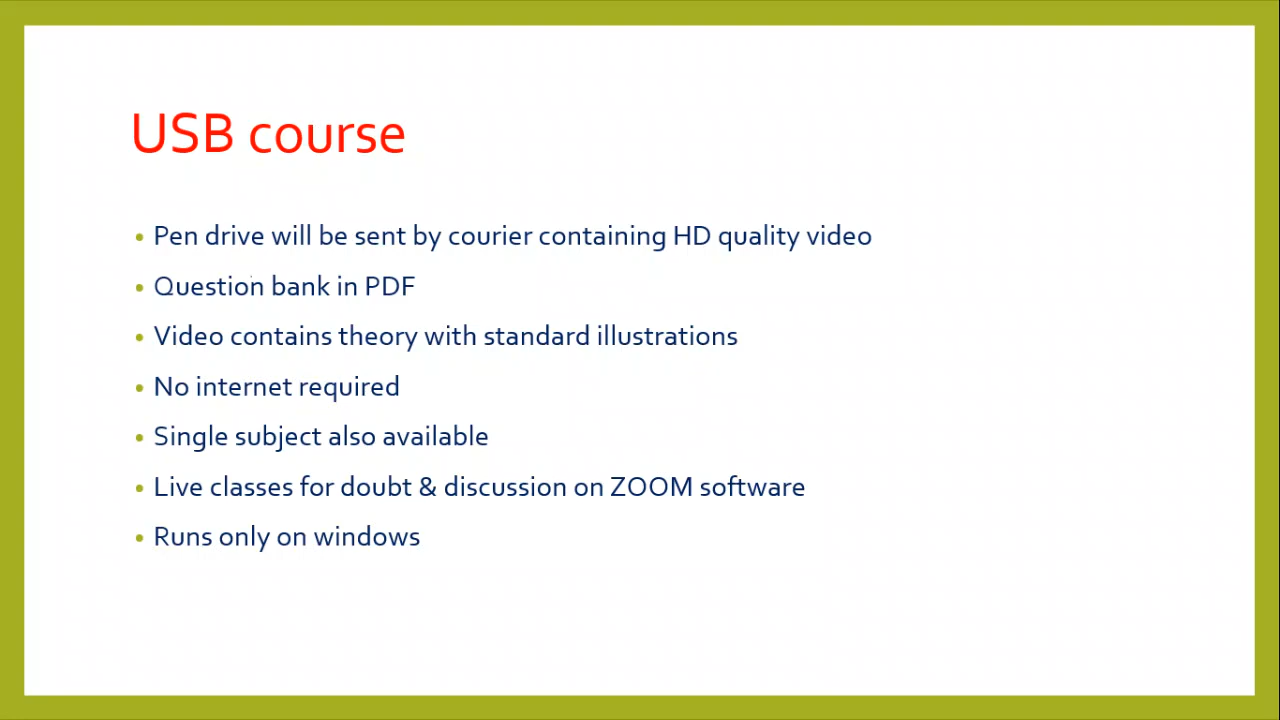 USB course
• Pen drive will be sent by courier containing HD quality video
• Question bank in PDF
• Video contains theory with standard illustrations
• No internet required
• Single subject also available
• Live classes for doubt & discussion on ZOOM software
• Runs only on windows